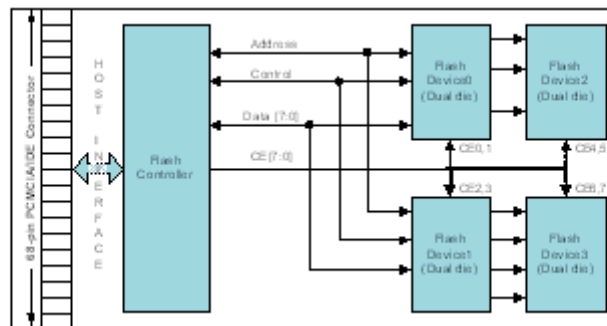 68-pin PCMCIA/IDE Connector
HOST INTERFACE
Flash
Controller
Address
Control
Data [7:0]
CE[7:0]
Flash
Device0
(Dual die)
Flash
Device2
(Dual die)
CE0,1
CE4,5
CE2,3
CE6,7
Flash
Device1
(Dual die)
Flash
Device3
(Dual die)